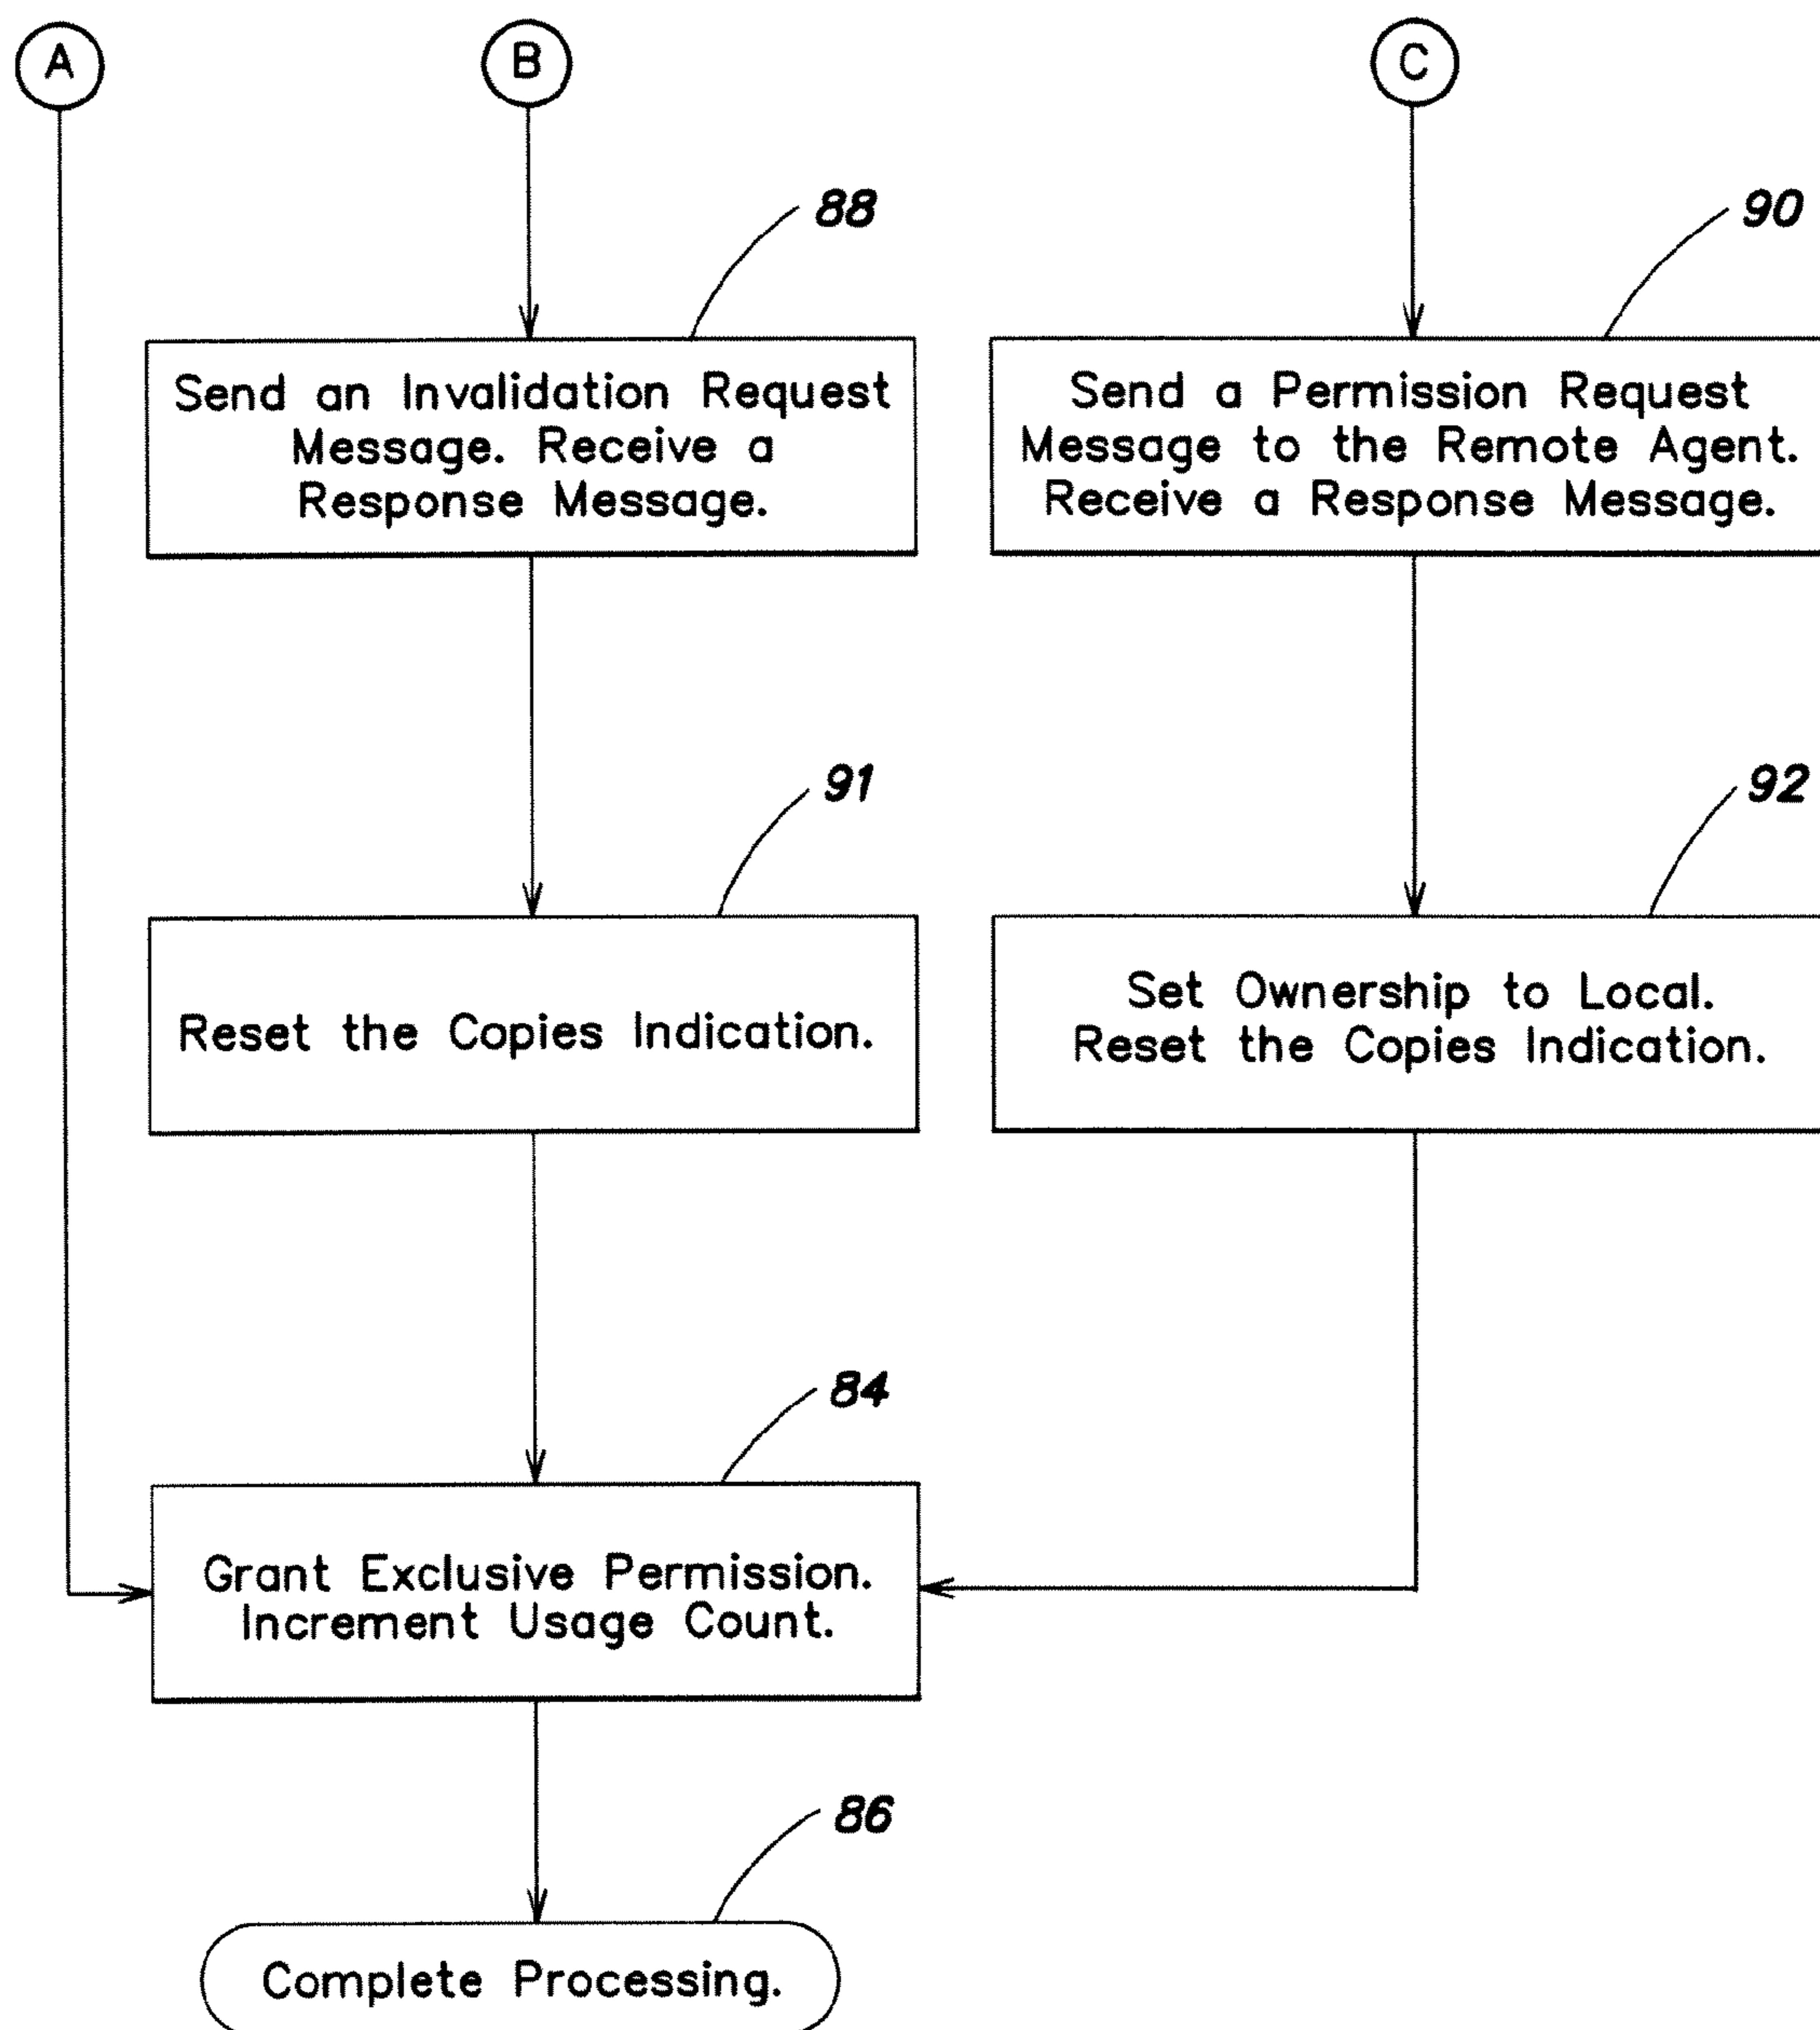 A
B
C
88
90
Send an Invalidation Request
Message. Receive a
Response Message.
Send a Permission Request
Message to the Remote Agent.
Receive a Response Message.
91
92
Reset the Copies Indication.
Set Ownership to Local.
Reset the Copies Indication.
84
Grant Exclusive Permission.
Increment Usage Count.
86
Complete Processing.